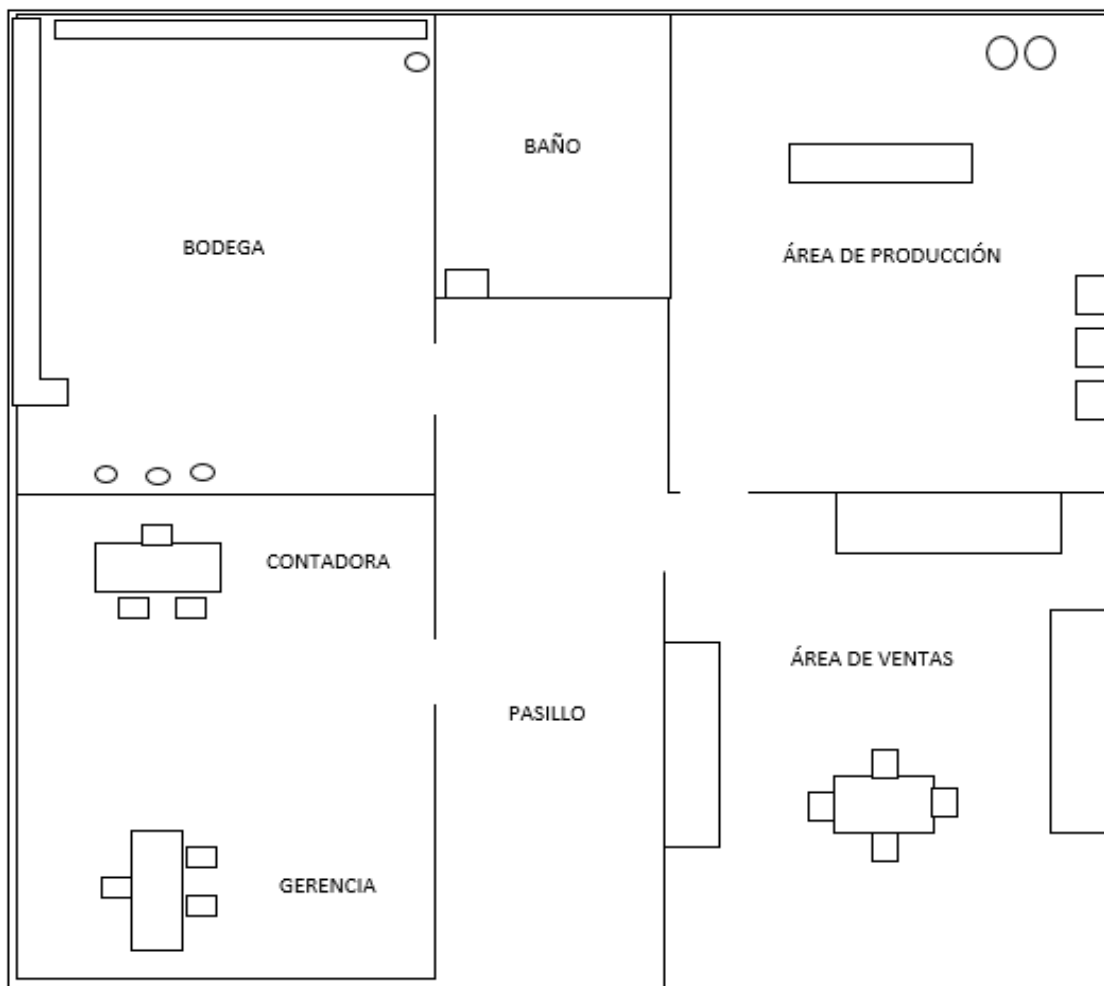 BAÑO
BODEGA
ÁREA DE PRODUCCIÓN
CONTADORA
ÁREA DE VENTAS
PASILLO
GERENCIA